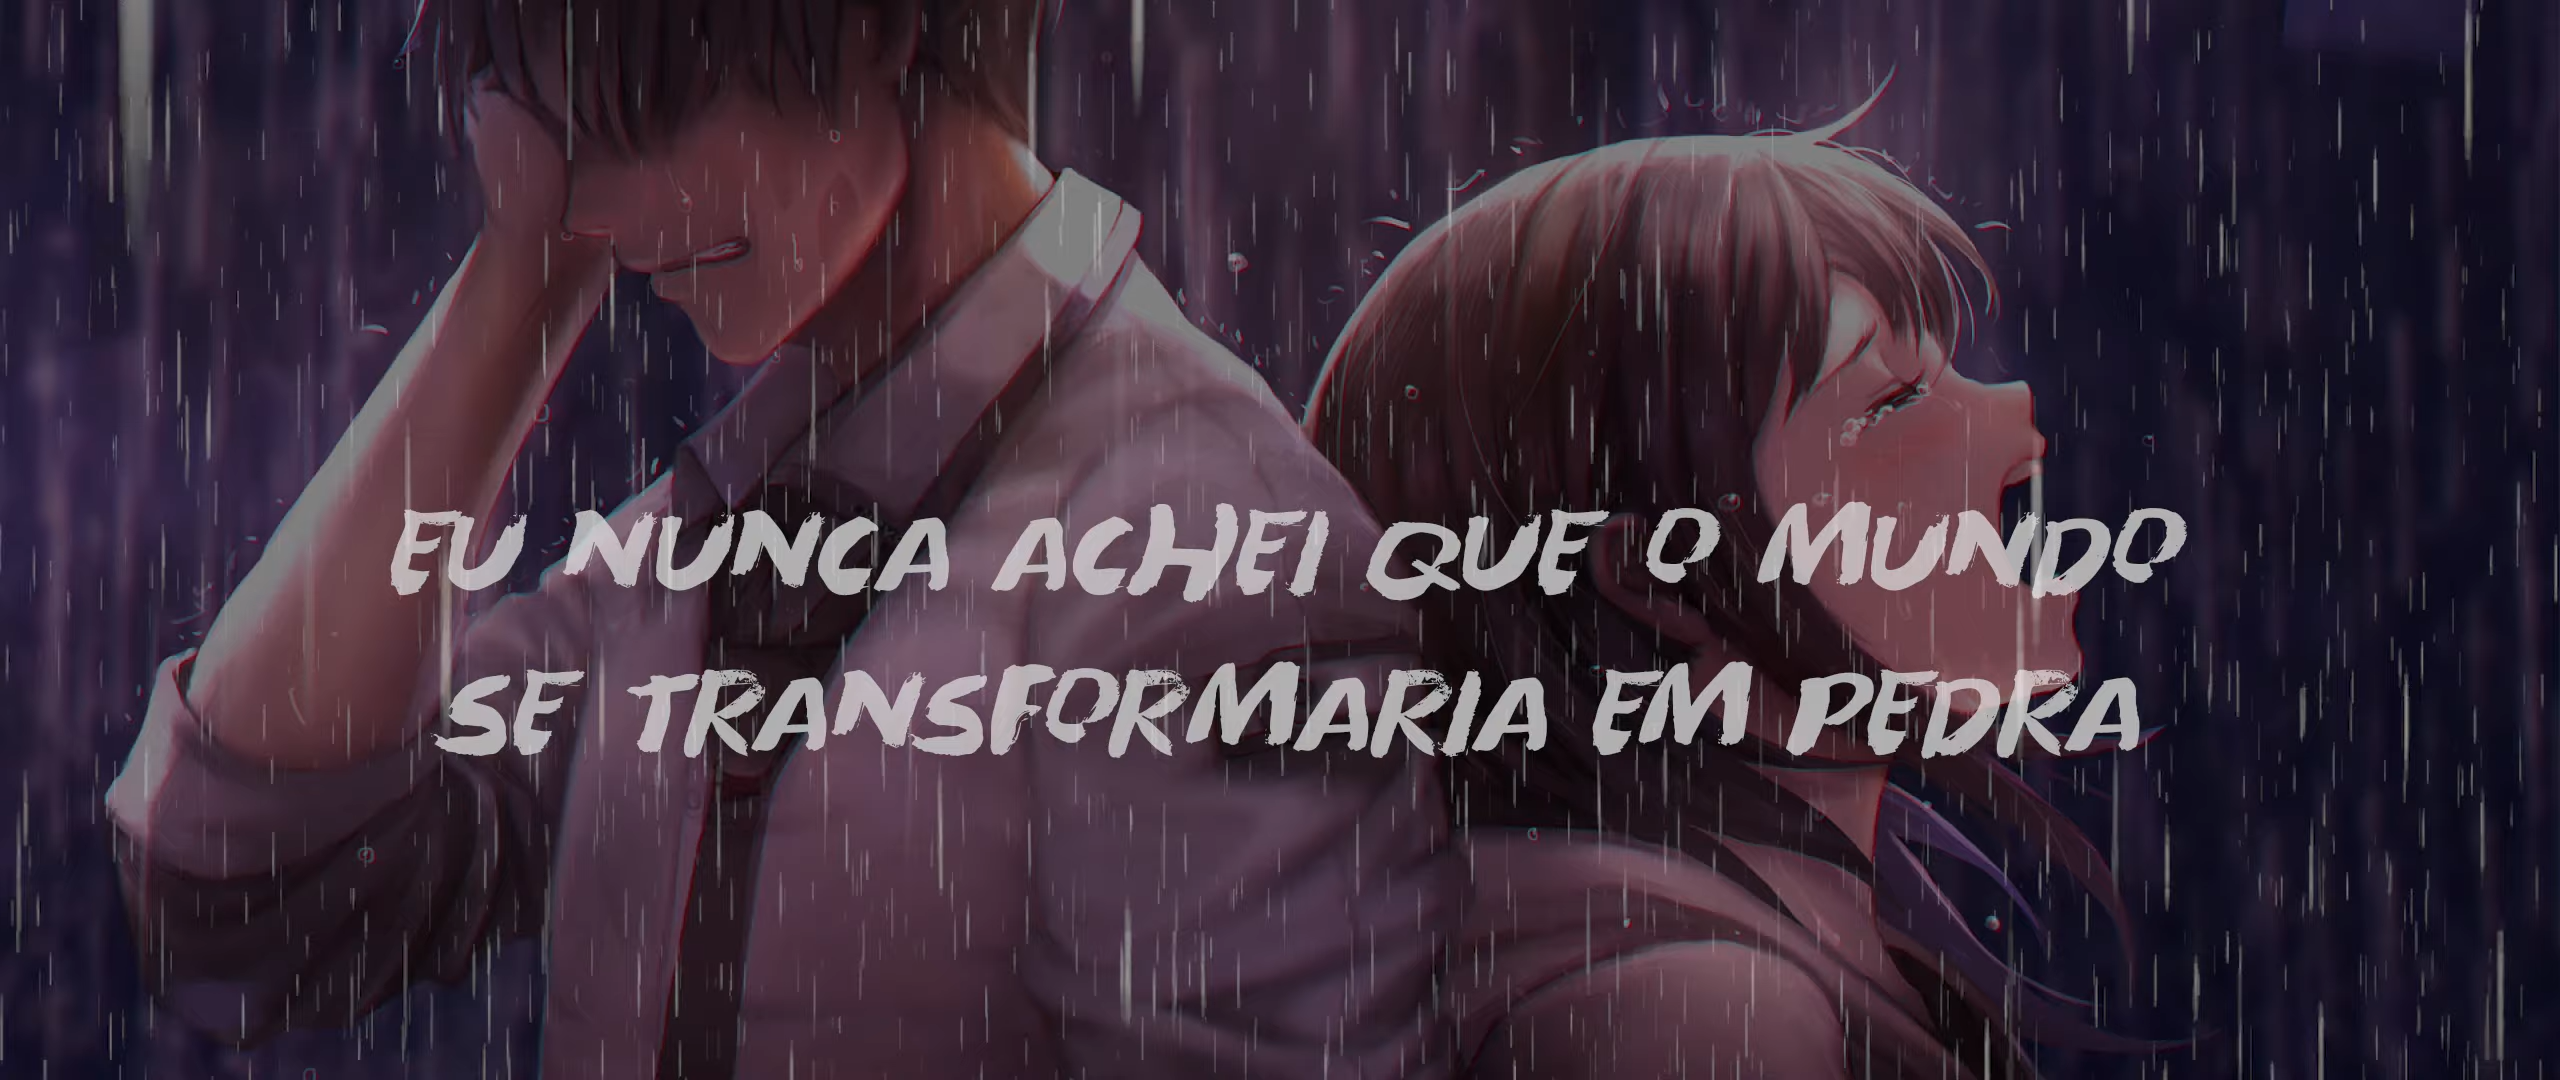 EU NUNCA ACHEI QUE O MUNDO
SE TRANSFORMARIA EM PEDRA